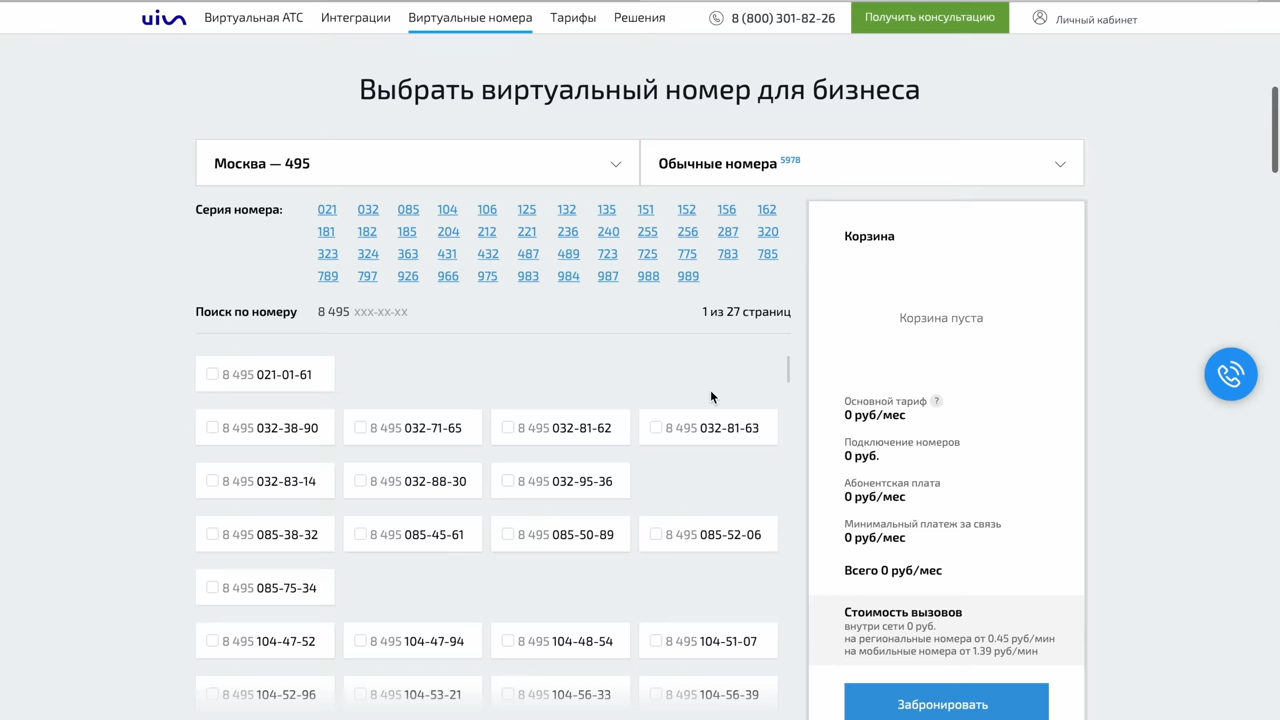 uiva Виртуальная АТС Интеграции Виртуальные номера Тарифы Решения 8 (800) 301-82-26 Получить консультацию Личный кабинет
Выбрать виртуальный номер для бизнеса
Москва — 495 Обычные номера 5978
Серия номера: 021 032 085 104 106 125 132 135 151 152 156 162
181 182 185 204 212 221 236 240 255 256 287 320
323 324 363 431 432 487 489 723 725 775 783 785
789 797 926 966 975 983 984 987 988 989
Поиск по номеру 8 495 xxx-xx-xx 1 из 27 страниц
8 495 021-01-61
8 495 032-38-90 8 495 032-71-65 8 495 032-81-62 8 495 032-81-63
8 495 032-83-14 8 495 032-88-30 8 495 032-95-36
8 495 085-38-32 8 495 085-45-61 8 495 085-50-89 8 495 085-52-06
8 495 085-75-34
8 495 104-47-52 8 495 104-47-94 8 495 104-48-54 8 495 104-51-07
8 495 104-52-96 8 495 104-53-21 8 495 104-56-33 8 495 104-56-39
Корзина
Корзина пуста
Основной тариф ?
0 руб/мес
Подключение номеров
0 руб.
Абонентская плата
0 руб/мес
Минимальный платеж за связь
0 руб/мес
Всего 0 руб/мес
Стоимость вызовов
внутри сети 0 руб.
на региональные номера от 0.45 руб/мин
на мобильные номера от 1.39 руб/мин
Забронировать